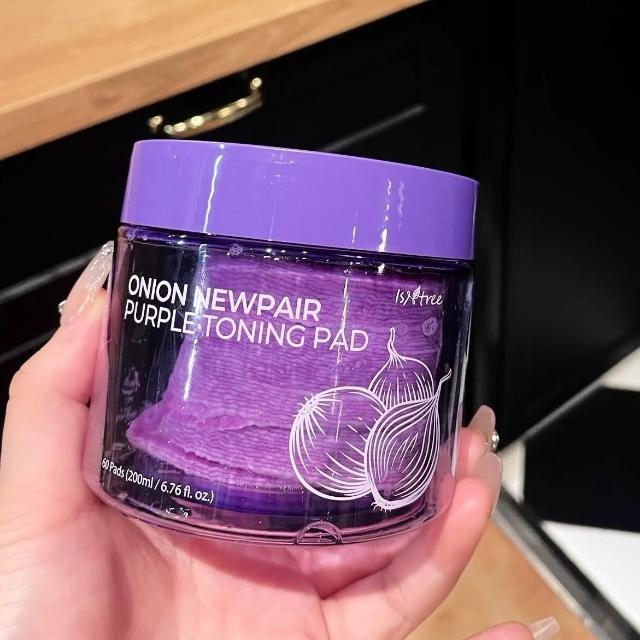 IsNtree
ONION NEWPAIR
PURPLE TONING PAD
60 Pads (200ml / 6.76 fl. oz.)